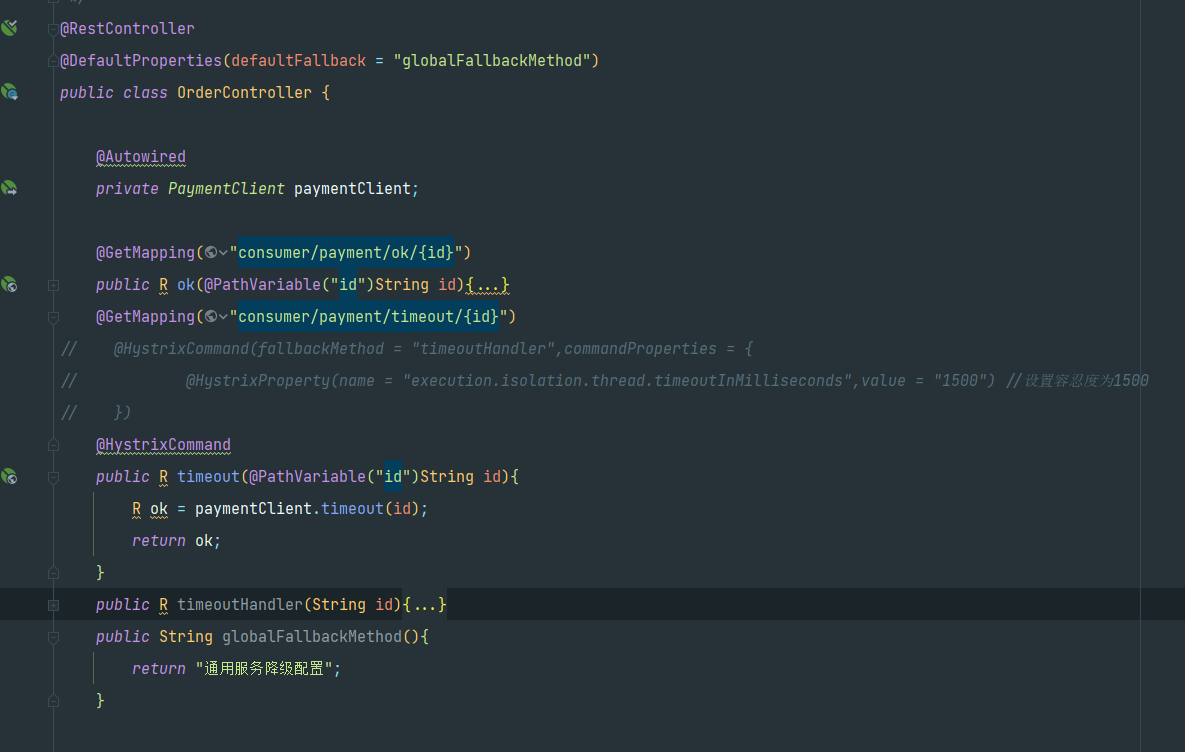 */
@RestController
@DefaultProperties(defaultFallback = "globalFallbackMethod")
public class OrderController {
@Autowired
private PaymentClient paymentClient;
@GetMapping("consumer/payment/ok/{id}")
public R ok(@PathVariable("id")String id){...}
@GetMapping("consumer/payment/timeout/{id}")
// @HystrixCommand(fallbackMethod = "timeoutHandler",commandProperties = {
// @HystrixProperty(name = "execution.isolation.thread.timeoutInMilliseconds",value = "1500") //设置容忍度为1500
// })
@HystrixCommand
public R timeout(@PathVariable("id")String id){
R ok = paymentClient.timeout(id);
return ok;
}
public R timeoutHandler(String id){...}
public String globalFallbackMethod(){
return "通用服务降级配置";
}